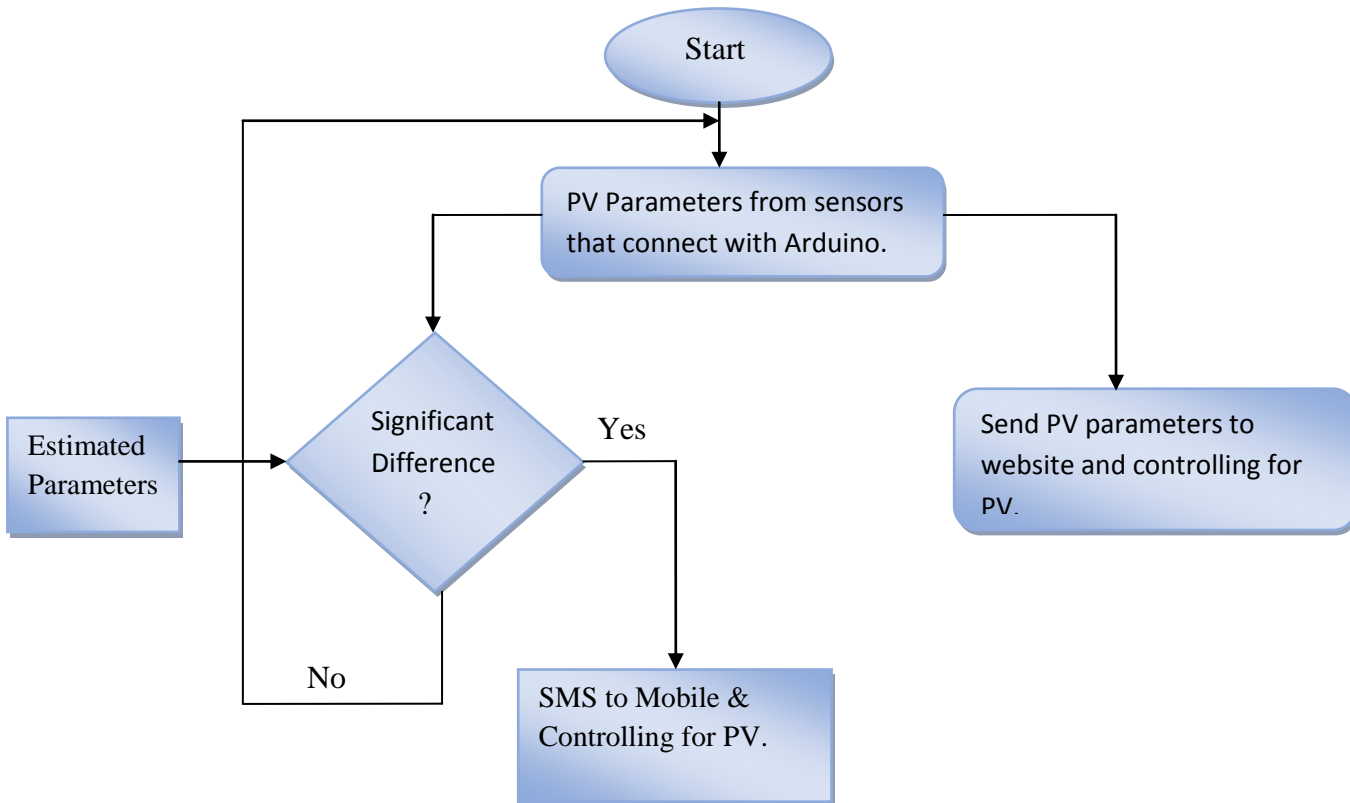 Start
PV Parameters from sensors
that connect with Arduino.
Significant
Difference
?
Yes
Estimated
Parameters
Send PV parameters to
website and controlling for
PV.
No
SMS to Mobile &
Controlling for PV.